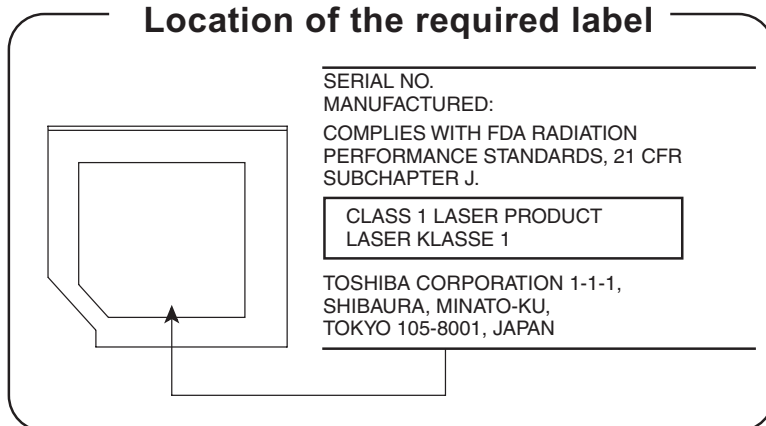 Location of the required label
SERIAL NO.
MANUFACTURED:
COMPLIES WITH FDA RADIATION
PERFORMANCE STANDARDS, 21 CFR
SUBCHAPTER J.
CLASS 1 LASER PRODUCT
LASER KLASSE 1
TOSHIBA CORPORATION 1-1-1,
SHIBAURA, MINATO-KU,
TOKYO 105-8001, JAPAN